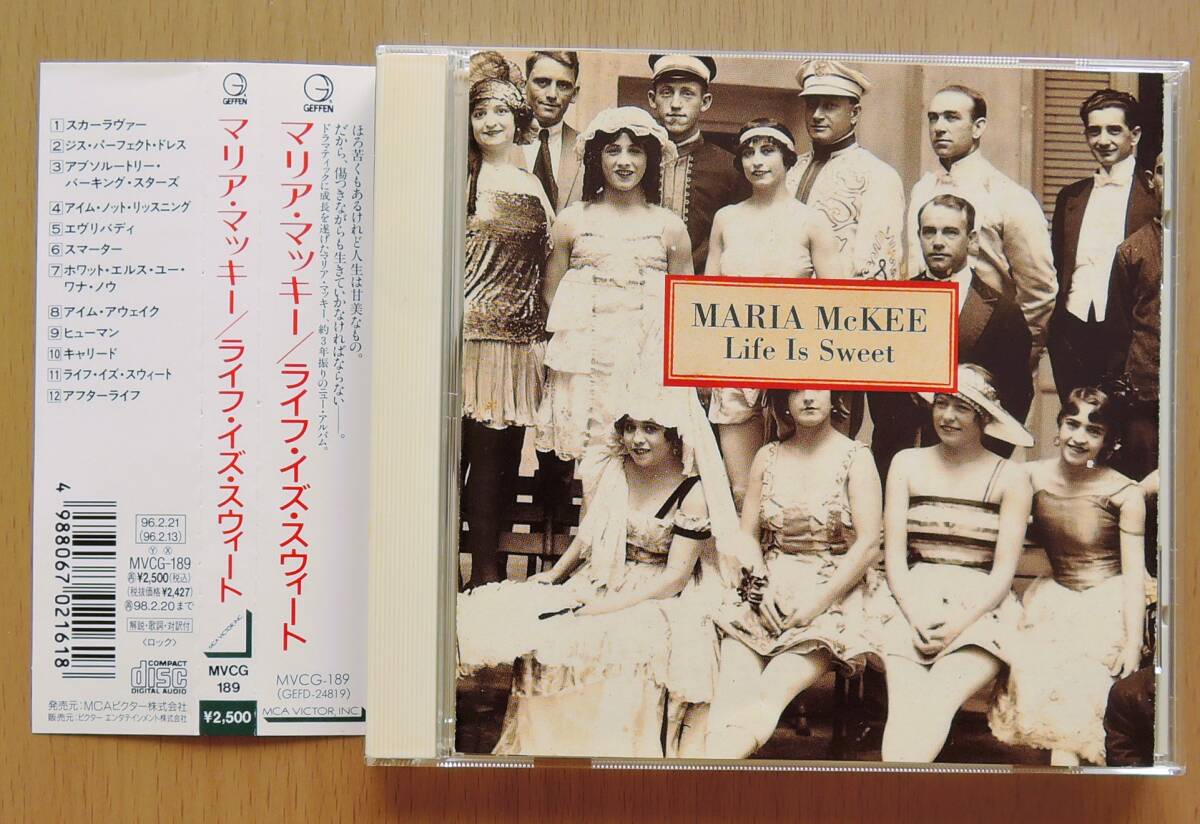 GEFFEN
1 スカーラヴァー
2 ジス・パーフェクト・ドレス
3 アブソルートリー・
バーキング・スターズ
4 アイム・ノット・リッスニング
5 エヴリバディ
6 スマーター
7 ホワット・エルス・ユー・
ワナ・ノウ
8 アイム・アウェイク
9 ヒューマン
10 キャリード
11 ライフ・イズ・スウィート
12 アフターライフ
4 988067 021618
96.2.21
(96.2.13)
Ⓨ Ⓧ
MVCG-189
¥2,500(税込)
(税抜価格¥2,427)
98.2.20まで
解説・歌詞・対訳付
〈ロック〉
COMPACT
disc
DIGITAL AUDIO
発売元:MCAビクター株式会社
販売元:ビクター エンタテインメント株式会社
マリア・マッキー/ライフ・イズ・スウィート
MCA VICTOR, INC.
MVCG
189
¥2,500
GEFFEN
ほろ苦くもあるけれど人生は甘美なもの。
だから、傷つきながらも生きていかなければならない──。
ドラマティックに成長を遂げたマリア・マッキー、約3年振りのニュー・アルバム。
マリア・マッキー/ライフ・イズ・スウィート
MVCG-189
(GEFD-24819)
MCA VICTOR, INC.
MARIA McKEE
Life Is Sweet